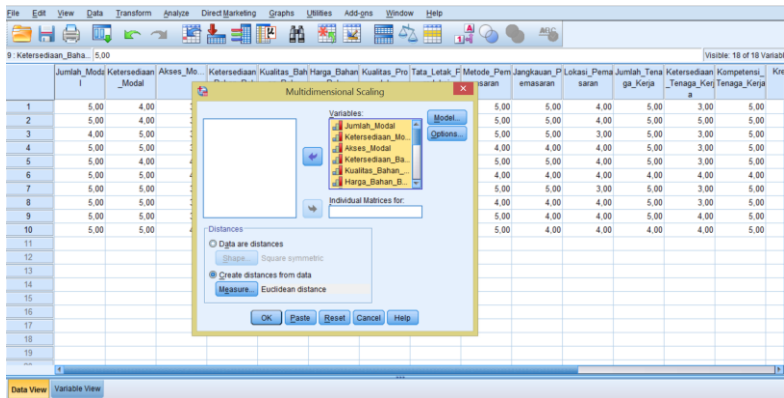 File Edit View Data Transform Analyze Direct Marketing Graphs Utilities Add-ons Window Help
9 : Ketersediaan_Baha... 5,00
Visible: 18 of 18 Variabl
Jumlah_Moda Ketersediaan Akses_Mo... Ketersediaan Kualitas_Bah Harga_Bahan Kualitas_Pro Tata_Letak_P Metode_Pem Jangkauan_P Lokasi_Pema Jumlah_Tena Ketersediaan Kompetensi_ Kre
l _Modal asaran emasaran saran ga_Kerja _Tenaga_Kerj Tenaga_Kerja
a
1 5,00 4,00 5,00 5,00 4,00 5,00 3,00 5,00
2 5,00 4,00 5,00 5,00 4,00 5,00 3,00 5,00
3 4,00 5,00 5,00 5,00 3,00 5,00 3,00 5,00
4 5,00 5,00 4,00 4,00 4,00 5,00 3,00 5,00
5 5,00 4,00 5,00 5,00 5,00 4,00 4,00 5,00
6 5,00 5,00 4,00 4,00 4,00 4,00 4,00 5,00
7 5,00 5,00 5,00 5,00 3,00 5,00 3,00 5,00
8 5,00 5,00 4,00 4,00 4,00 5,00 3,00 5,00
9 5,00 5,00 4,00 4,00 5,00 4,00 4,00 5,00
10 5,00 5,00 5,00 4,00 4,00 4,00 4,00 5,00
11
12
13
14
15
16
17
18
19
Multidimensional Scaling
Variables:
Jumlah_Modal
Ketersediaan_Mo...
Akses_Modal
Ketersediaan_Ba...
Kualitas_Bahan_...
Harga_Bahan_B...
Model...
Options...
Individual Matrices for:
Distances
Data are distances
Shape... Square symmetric
Create distances from data
Measure... Euclidean distance
OK Paste Reset Cancel Help
Data View Variable View